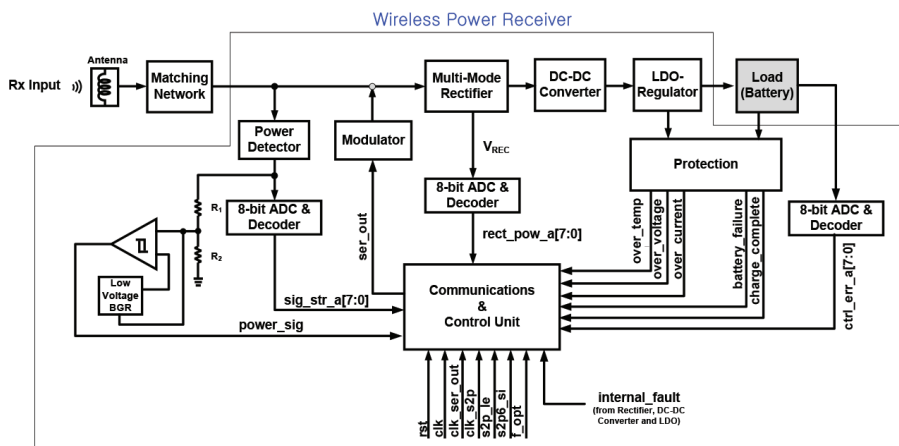 Wireless Power Receiver
Rx Input
Antenna
Matching
Network
Multi-Mode
Rectifier
DC-DC
Converter
LDO-
Regulator
Load
(Battery)
Power
Detector
Modulator
VREC
Protection
R1
R2
8-bit ADC &
Decoder
8-bit ADC &
Decoder
8-bit ADC &
Decoder
ser_out
rect_pow_a[7:0]
over_temp
over_voltage
over_current
battery_failure
charge_complete
ctrl_err_a[7:0]
Low
Voltage
BGR
sig_str_a[7:0]
power_sig
Communications
&
Control Unit
rst
clk
clk_ser_out
clk_s2p
s2p_le
s2p6_si
f_opt
internal_fault
(from Rectifier, DC-DC
Converter and LDO)